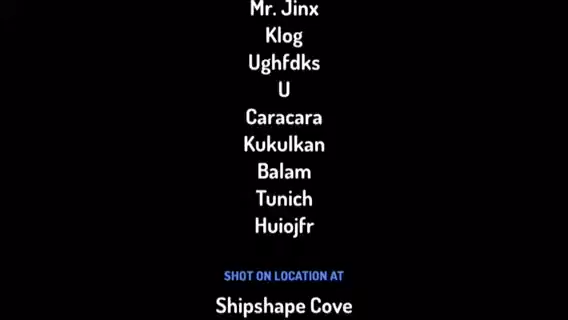 Mr. Jinx
Klog
Ughfdks
U
Caracara
Kukulkan
Balam
Tunich
Huiojfr
SHOT ON LOCATION AT
Shipshape Cove